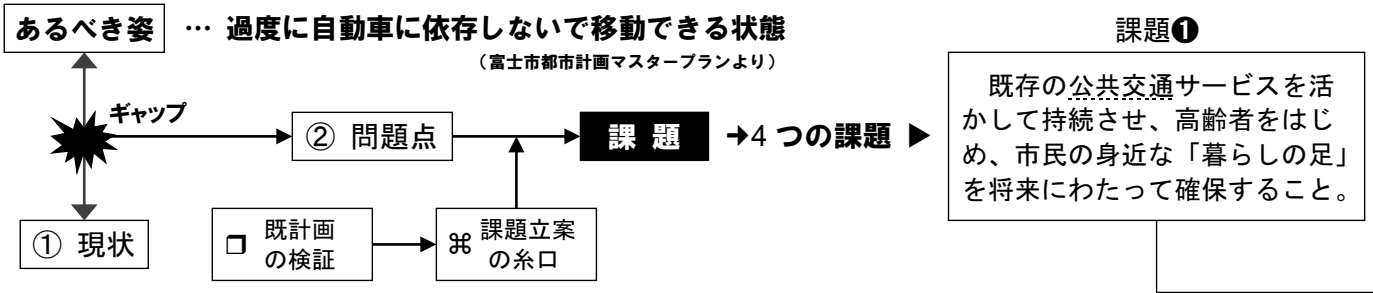 あるべき姿 … 過度に自動車に依存しないで移動できる状態
(富士市都市計画マスタープランより)
ギャップ
② 問題点
課 題
➔4 つの課題 ▶
① 現状
❒ 既計画
の検証
⌘ 課題立案
の糸口
課題❶
既存の公共交通サービスを活
かして持続させ、高齢者をはじ
め、市民の身近な「暮らしの足」
を将来にわたって確保すること。